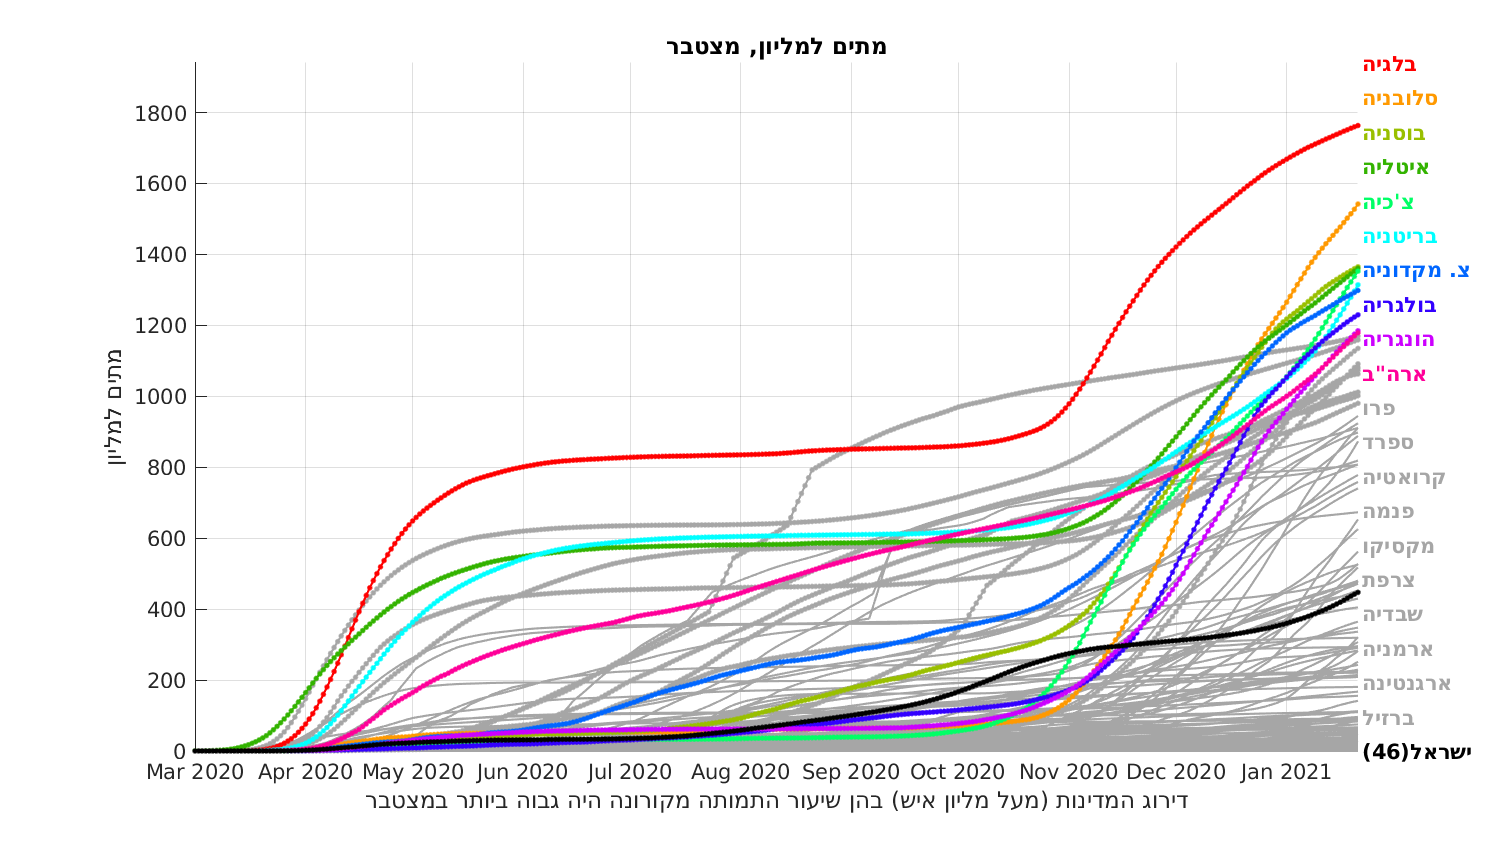 מתים למליון, מצטבר
בלגיה
סלובניה
בוסניה
איטליה
צ'כיה
בריטניה
צ. מקדוניה
בולגריה
הונגריה
ארה"ב
פרו
ספרד
קרואטיה
פנמה
מקסיקו
צרפת
שבדיה
ארמניה
ארגנטינה
ברזיל
ישראל(46)
מתים למליון
1800
1600
1400
1200
1000
800
600
400
200
0
Mar 2020 Apr 2020 May 2020 Jun 2020 Jul 2020 Aug 2020 Sep 2020 Oct 2020 Nov 2020 Dec 2020 Jan 2021
דירוג המדינות (מעל מליון איש) בהן שיעור התמותה מקורונה היה גבוה ביותר במצטבר